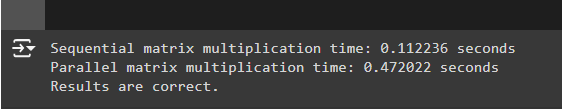 Sequential matrix multiplication time: 0.112236 seconds
Parallel matrix multiplication time: 0.472022 seconds
Results are correct.